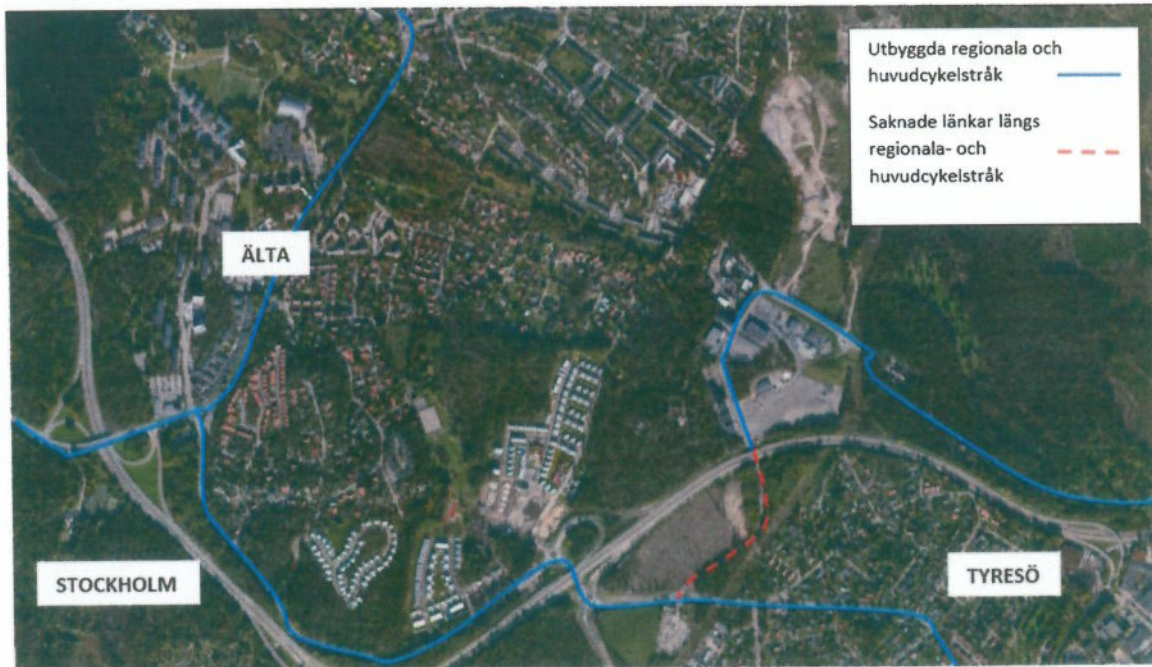 Utbyggda regionala och
huvudcykelstråk
Saknade länkar längs
regionala- och
huvudcykelstråk
ÄLTA
STOCKHOLM
TYRESÖ